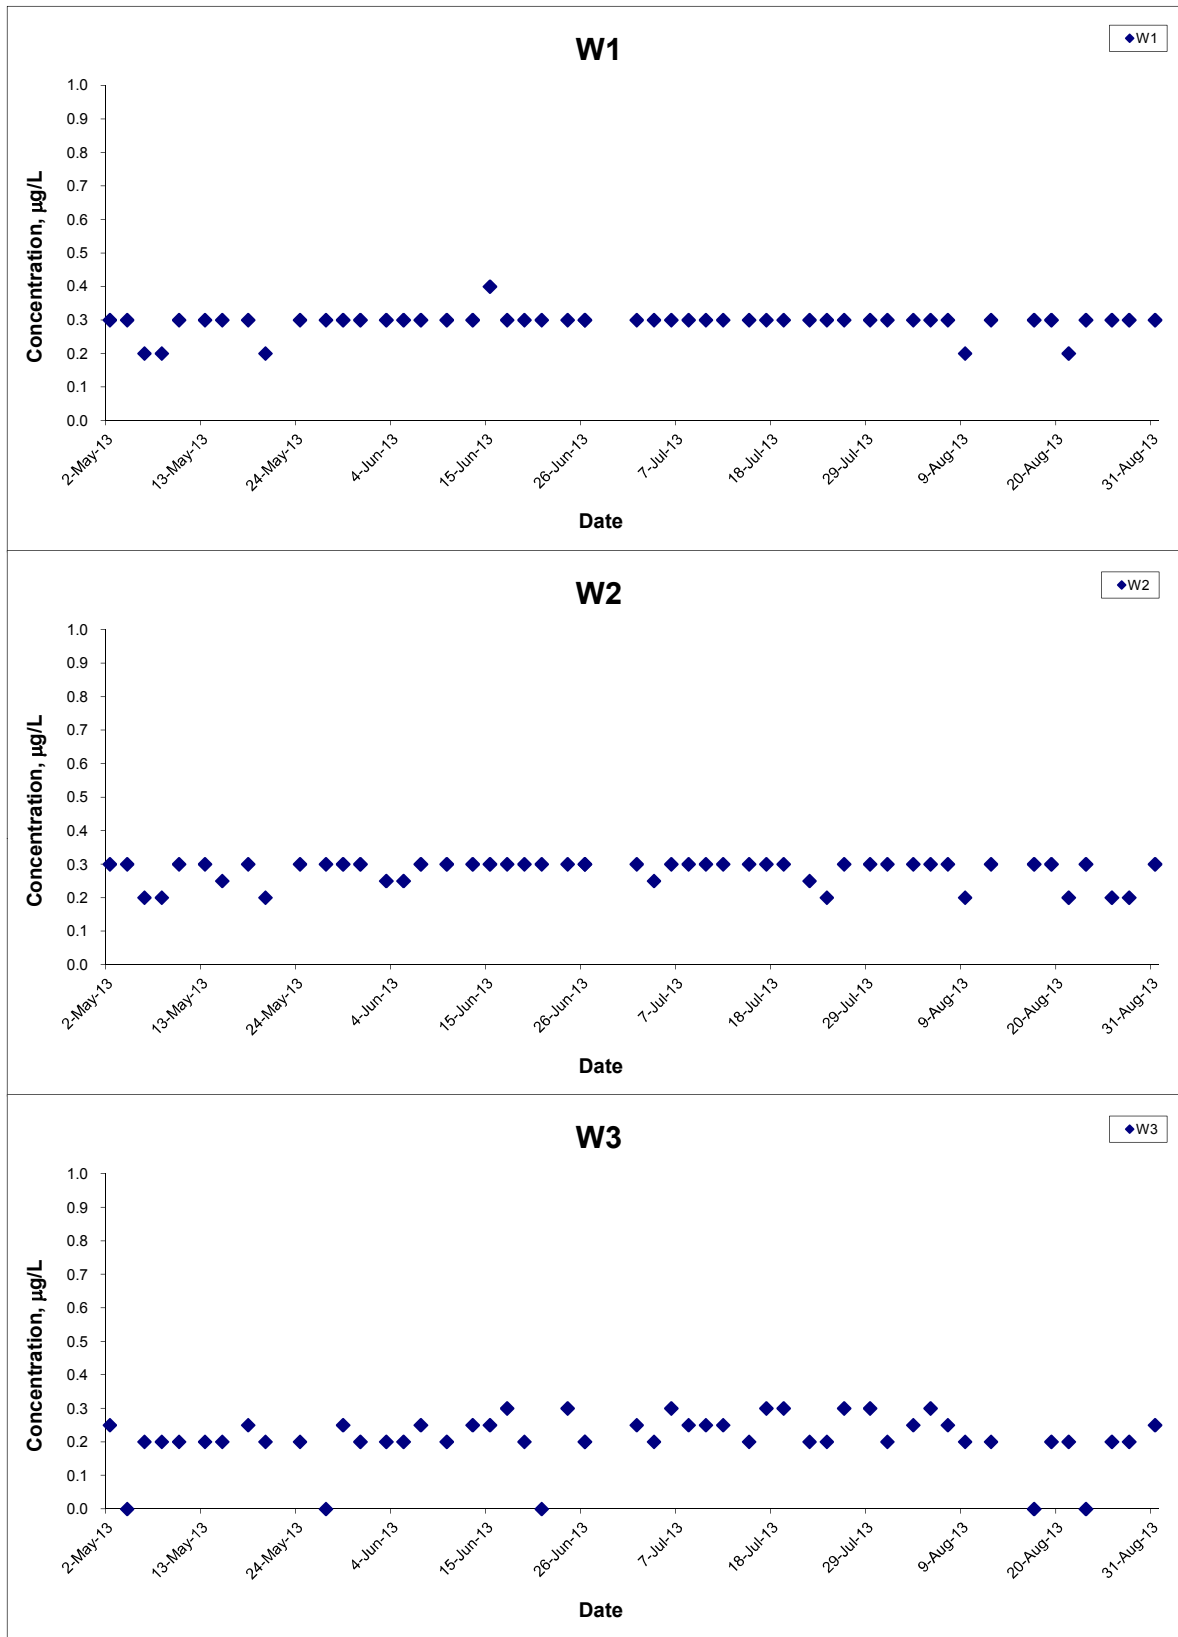 W1
W1
1.0
0.9
0.8
0.7
0.6
0.5
0.4
0.3
0.2
0.1
0.0
Concentration, µg/L
2-May-13
13-May-13
24-May-13
4-Jun-13
15-Jun-13
26-Jun-13
7-Jul-13
18-Jul-13
29-Jul-13
9-Aug-13
20-Aug-13
31-Aug-13
Date
W2
W2
1.0
0.9
0.8
0.7
0.6
0.5
0.4
0.3
0.2
0.1
0.0
Concentration, µg/L
2-May-13
13-May-13
24-May-13
4-Jun-13
15-Jun-13
26-Jun-13
7-Jul-13
18-Jul-13
29-Jul-13
9-Aug-13
20-Aug-13
31-Aug-13
Date
W3
W3
1.0
0.9
0.8
0.7
0.6
0.5
0.4
0.3
0.2
0.1
0.0
Concentration, µg/L
2-May-13
13-May-13
24-May-13
4-Jun-13
15-Jun-13
26-Jun-13
7-Jul-13
18-Jul-13
29-Jul-13
9-Aug-13
20-Aug-13
31-Aug-13
Date